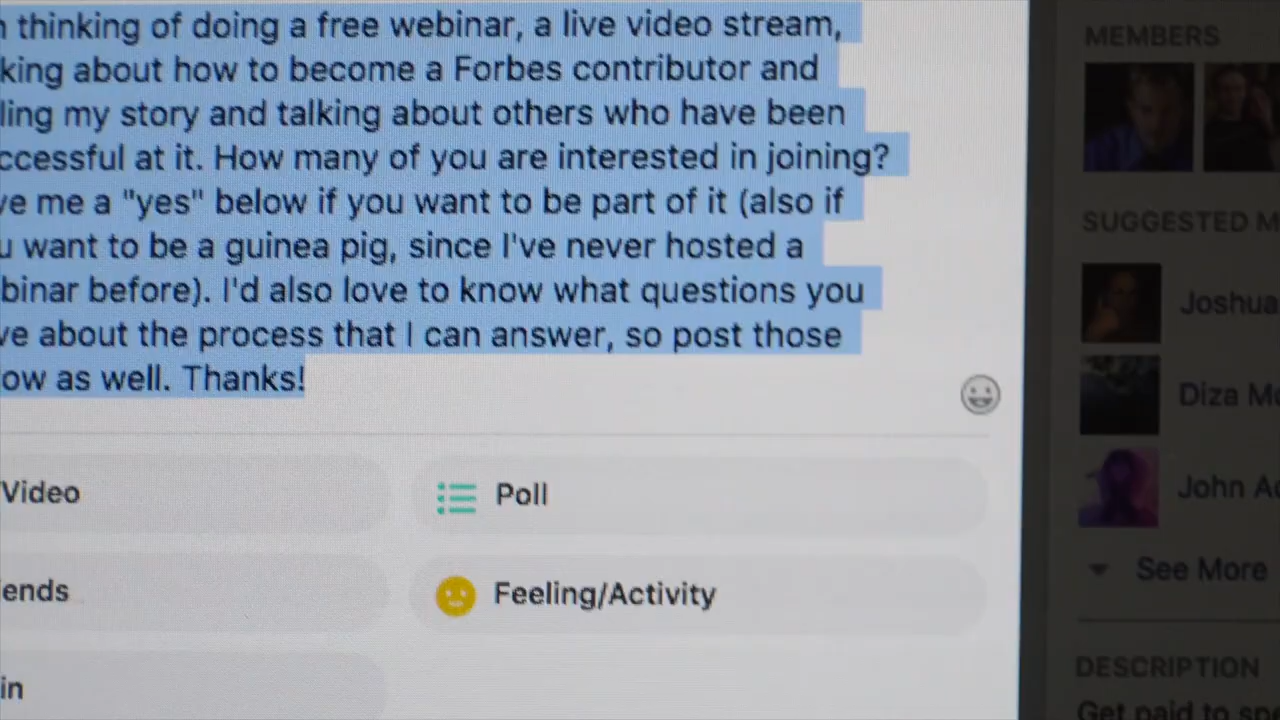 thinking of doing a free webinar, a live video stream,
king about how to become a Forbes contributor and
ling my story and talking about others who have been
ccessful at it. How many of you are interested in joining?
ve me a "yes" below if you want to be part of it (also if
u want to be a guinea pig, since I've never hosted a
binar before). I'd also love to know what questions you
ve about the process that I can answer, so post those
ow as well. Thanks!
/Video
Poll
ends
Feeling/Activity
in
MEMBERS
SUGGESTED M
Joshua
Diza M
John A
See More
DESCRIPTION
Get paid to spe